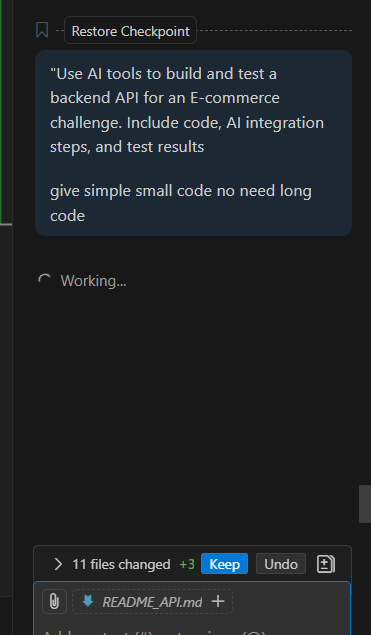 Restore Checkpoint
"Use AI tools to build and test a
backend API for an E-commerce
challenge. Include code, AI integration
steps, and test results
give simple small code no need long
code
Working...
11 files changed +3 Keep Undo
README_API.md +